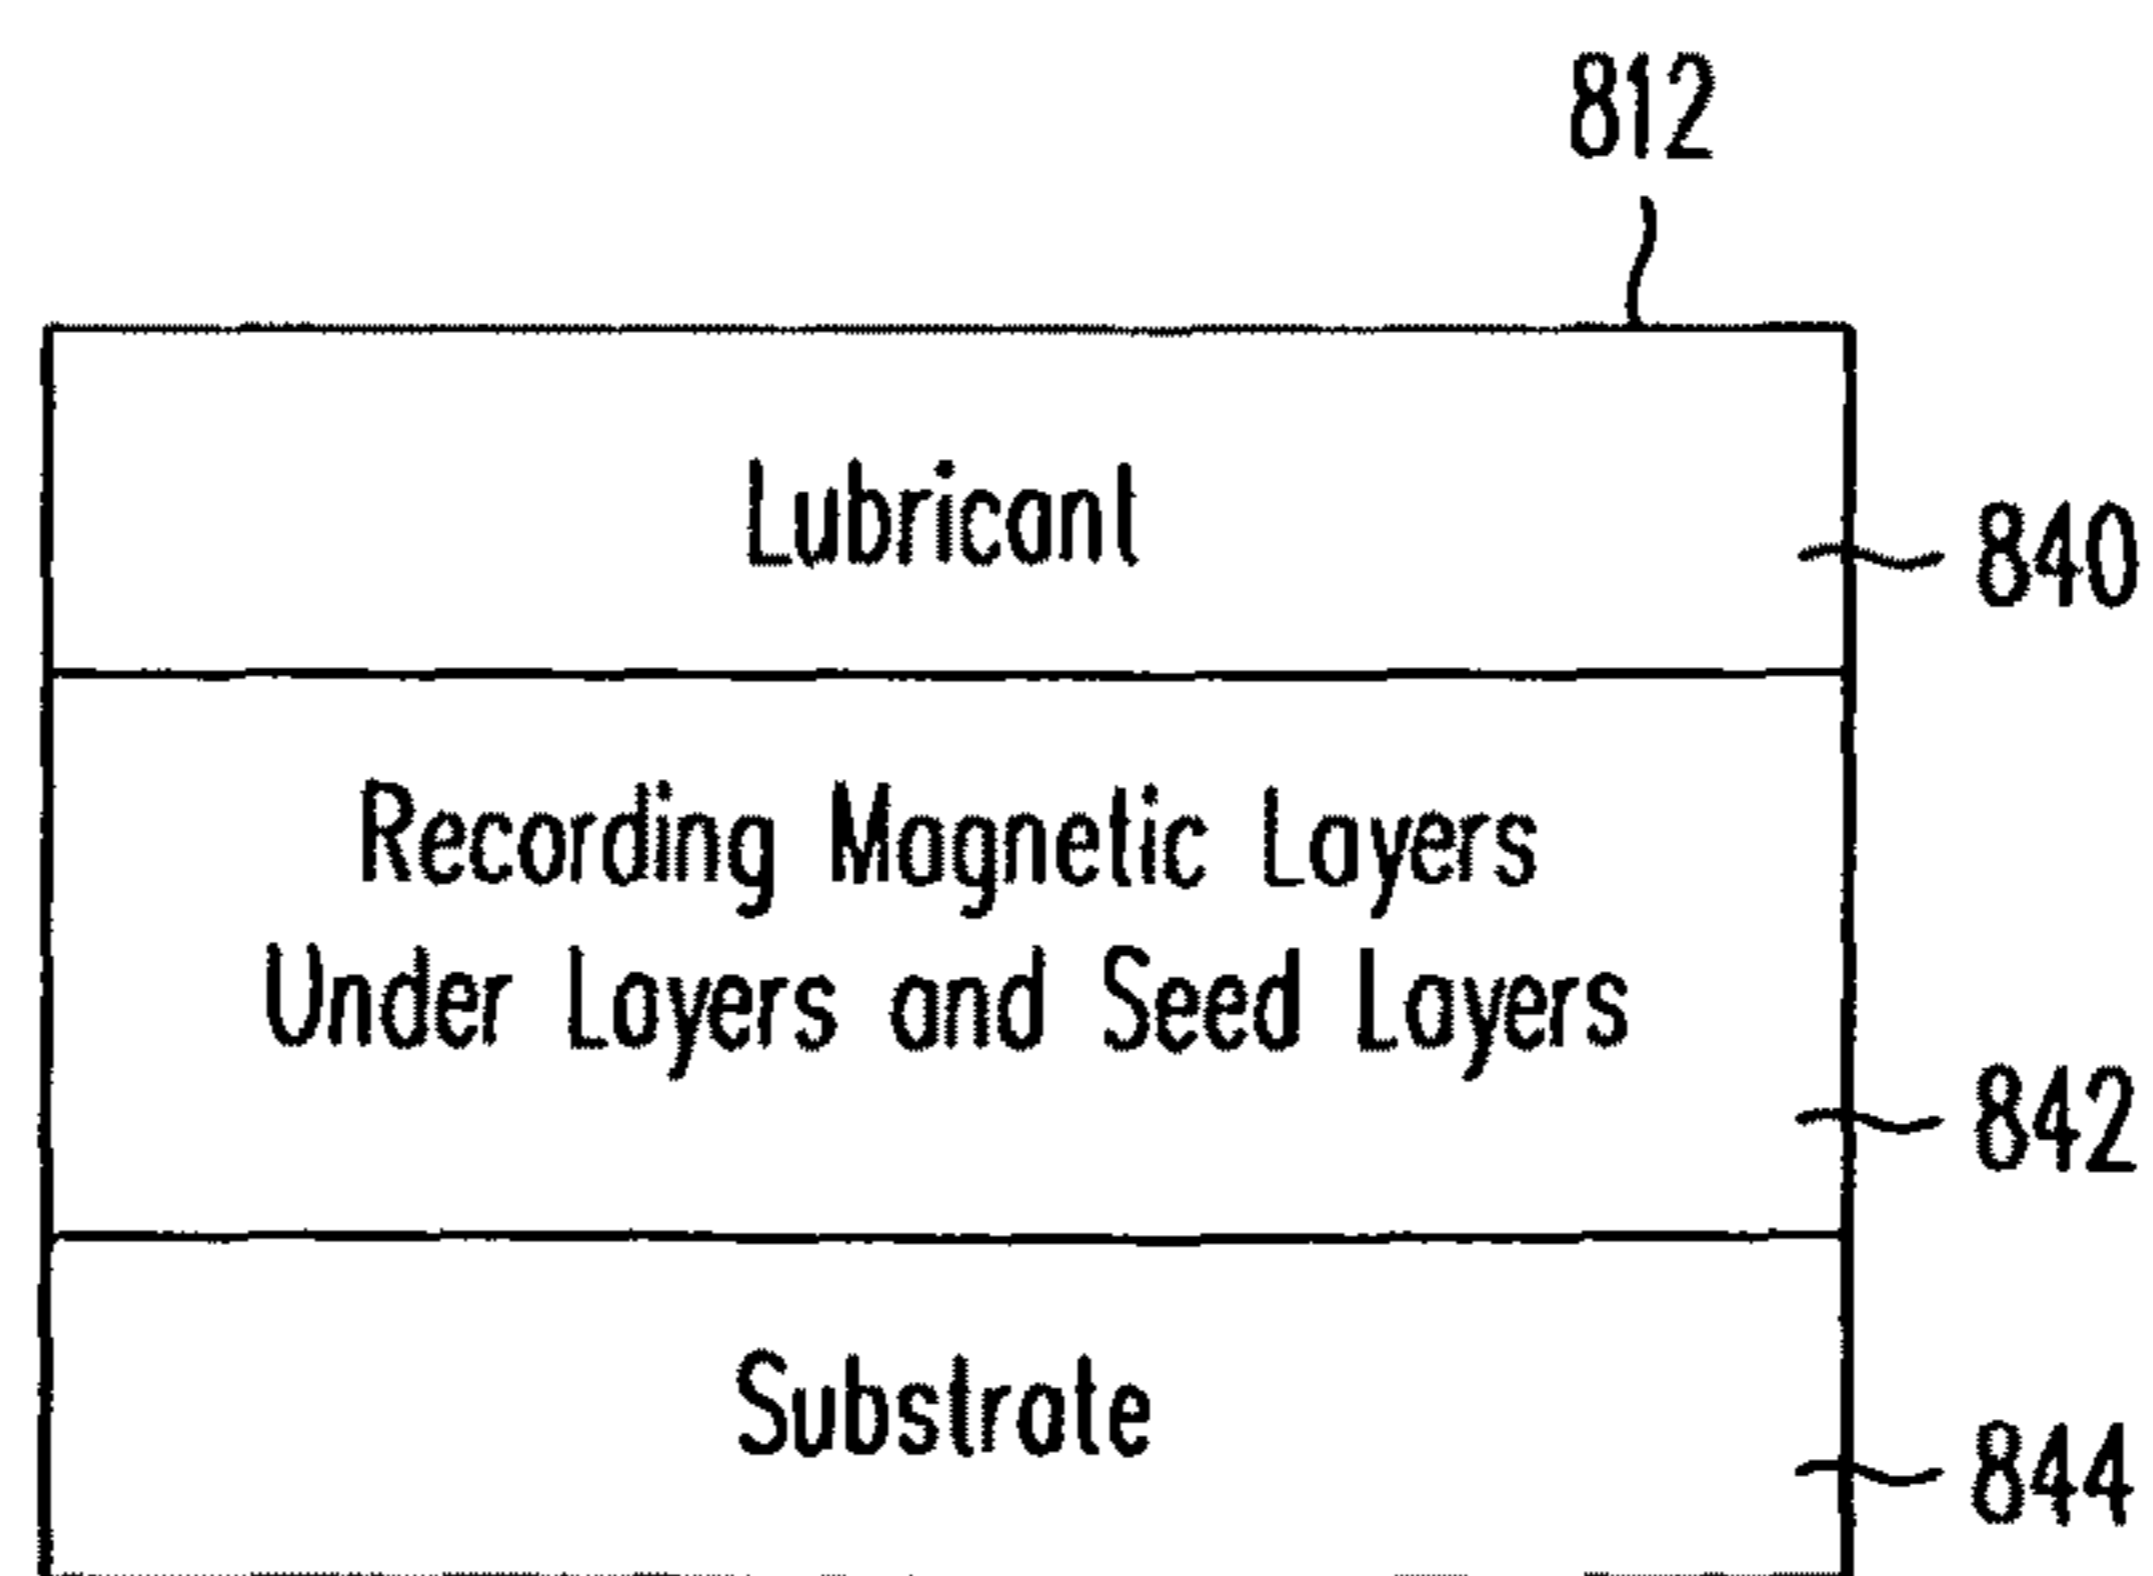 812
Lubricant
840
Recording Magnetic Layers
Under Layers and Seed Layers
842
Substrate
844